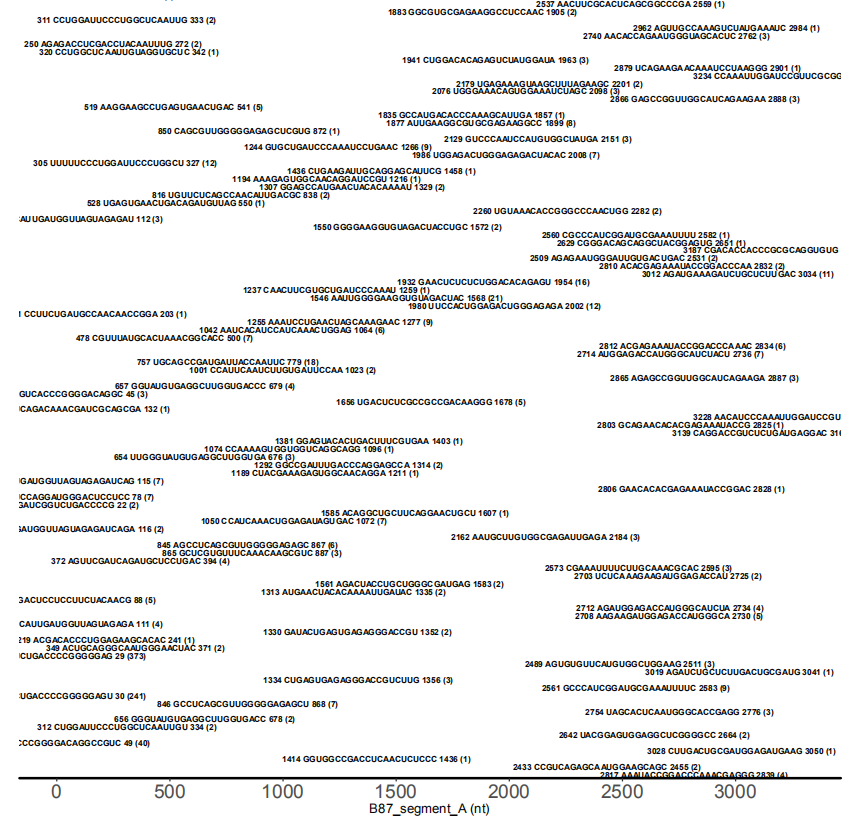 2537 AACUUCGCACUCAGCGGCCCGA 2559 (1)
1883 GGCGUGCGAGAAGGCCUCCAAC 1905 (2)
311 CCUGGAUUCCCUGGCUCAAUUG 333 (2)
2962 AGUUGCCAAAGUCUAUGAAAUC 2984 (1)
2740 AACACCAGAAUGGGUAGCACUC 2762 (3)
250 AGAGACCUCGACCUACAAUUUG 272 (2)
320 CCUGGCUCAAUUGUAGGUGCUC 342 (1)
1941 CUGGACACAGAGUCUAUGGAUA 1963 (3)
2879 UCAGAAGAACAAAUCCUAAGGG 2901 (1)
3234 CCAAAUUGGAUCCGUUCGCGG
2179 UGAGAAAGUAAGCUUUAGAAGC 2201 (2)
2076 UGGGAAACAGUGGAAAUCUAGC 2098 (3)
2866 GAGCCGGUUGGCAUCAGAAGAA 2888 (3)
519 AAGGAAGCCUGAGUGAACUGAC 541 (5)
1835 GCCAUGACACCCAAAGCAUUGA 1857 (1)
1877 AUUGAAGGCGUGCGAGAAGGCC 1899 (8)
850 CAGCGUUGGGGGAGAGCUCGUG 872 (1)
2129 GUCCCAAUCCAUGUGGCUAUGA 2151 (3)
1244 GUGCUGAUCCCAAAUCCUGAAC 1266 (9)
1986 UGGAGACUGGGAGAGACUACAC 2008 (7)
305 UUUUUCCCUGGAUUCCCUGGCU 327 (12)
1436 CUGAAGAUUGCAGGAGCAUUCG 1458 (1)
1194 AAAGAGUGGCAACAGGAUCCGU 1216 (1)
1307 GGAGCCAUGAACUACACAAAAU 1329 (2)
816 UGUUCUCAGCCAACAUUGACGC 838 (2)
528 UGAGUGAACUGACAGAUGUUAG 550 (1)
2260 UGUAAACACCGGGCCCAACUGG 2282 (2)
AUUGAUGGUUAGUAGAGAU 112 (3)
1550 GGGGAAGGUGUAGACUACCUGC 1572 (2)
2560 CGCCCAUCGGAUGCGAAAUUUU 2582 (1)
2629 CGGGACAGCAGGCUACGGAGUG 2651 (1)
3187 CGACACCACCCGCGCAGGUGUG
2509 AGAGAAUGGGAUUGUGACUGAC 2531 (2)
2810 ACACGAGAAAUACCGGACCCAA 2832 (2)
3012 AGAUGAAAGAUCUGCUCUUGAC 3034 (11)
1932 GAACUCUCUCUGGACACAGAGU 1954 (16)
1237 CAACUUCGUGCUGAUCCCAAAU 1259 (1)
1546 AAUUGGGGAAGGUGUAGACUAC 1568 (21)
1980 UUCCACUGGAGACUGGGAGAGA 2002 (12)
CCUUCUGAUGCCAACAACCGGA 203 (1)
1255 AAAUCCUGAACUAGCAAAGAAC 1277 (9)
1042 AAUCACAUCCAUCAAACUGGAG 1064 (6)
478 CGUUUAUGCACUAAACGGCACC 500 (7)
2812 ACGAGAAAUACCGGACCCAAAC 2834 (6)
2714 AUGGAGACCAUGGGCAUCUACU 2736 (7)
757 UGCAGCCGAUGAUUACCAAUUC 779 (18)
1001 CCAUUCAAUCUUGUGAUUCCAA 1023 (2)
2865 AGAGCCGGUUGGCAUCAGAAGA 2887 (3)
657 GGUAUGUGAGGCUUGGUGACCC 679 (4)
GUCACCCGGGGACAGGC 45 (3)
1656 UGACUCUCGCCGCCGACAAGGG 1678 (5)
CAGACAAACGAUCGCAGCGA 132 (1)
3228 AACAUCCCAAAUUGGAUCCGU
2803 GCAGAACACACGAGAAAUACCG 2825 (1)
3139 CAGGACCGUCUCUGAUGAGGAC 316
1381 GGAGUACACUGACUUUCGUGAA 1403 (1)
1074 CCAAAAGUGGUGGUCAGGCAGG 1096 (1)
654 UUGGGUAUGUGAGGCUUGGUGA 676 (3)
1292 GGCCGAUUUGACCCAGGAGCCA 1314 (2)
1189 CUACGAAAGAGUGGCAACAGGA 1211 (1)
GAUGGUUAGUAGAGAUCAG 115 (7)
2806 GAACACACGAGAAAUACCGGAC 2828 (1)
CCAGGAUGGGACUCCUCC 78 (7)
GAUCGGUCUGACCCCG 22 (2)
1585 ACAGGCUGCUUCAGGAACUGCU 1607 (1)
1050 CCAUCAAACUGGAGAUAGUGAC 1072 (7)
AUGGUUAGUAGAGAUCAGA 116 (2)
2162 AAUGCUUGUGGCGAGAUUGAGA 2184 (3)
845 AGCCUCAGCGUUGGGGGAGAGC 867 (6)
865 GCUCGUGUUUCAAACAAGCGUC 887 (3)
372 AGUUCGAUCAGAUGCUCCUGAC 394 (4)
2573 CGAAAUUUUCUUGCAAACGCAC 2595 (3)
2703 UCUCAAAGAAGAUGGAGACCAU 2725 (2)
1561 AGACUACCUGCUGGGCGAUGAG 1583 (2)
1313 AUGAACUACACAAAAUUGAUAC 1335 (2)
GACUCCUCCUUCUACAACG 88 (5)
2712 AGAUGGAGACCAUGGGCAUCUA 2734 (4)
2708 AAGAAGAUGGAGACCAUGGGCA 2730 (5)
CAUUGAUGGUUAGUAGAGA 111 (4)
1330 GAUACUGAGUGAGAGGGACCGU 1352 (2)
219 ACGACACCCUGGAGAAGCACAC 241 (1)
349 ACUGCAGGGCAAUGGGAACUAC 371 (2)
CUGACCCCGGGGGAG 29 (373)
2489 AGUGUGUUCAUGUGGCUGGAAG 2511 (3)
3019 AGAUCUGCUCUUGACUGCGAUG 3041 (1)
1334 CUGAGUGAGAGGGACCGUCUUG 1356 (3)
2561 GCCCAUCGGAUGCGAAAUUUUC 2583 (9)
UGACCCCGGGGGAGU 30 (241)
846 GCCUCAGCGUUGGGGGAGAGCU 868 (7)
2754 UAGCACUCAAUGGGCACCGAGG 2776 (3)
656 GGGUAUGUGAGGCUUGGUGACC 678 (2)
312 CUGGAUUCCCUGGCUCAAUUGU 334 (2)
2642 UACGGAGUGGAGGCUCGGGGCC 2664 (2)
CCCGGGGACAGGCCGUC 49 (40)
3028 CUUGACUGCGAUGGAGAUGAAG 3050 (1)
1414 GGUGGCCGACCUCAACUCUCCC 1436 (1)
2433 CCGUCAGAGCAAUGGAAGCAGC 2455 (2)
2817 AAAUACCGGACCCAAACGAGGG 2839 (4)
0 500 1000 1500 2000 2500 3000
B87_segment_A (nt)